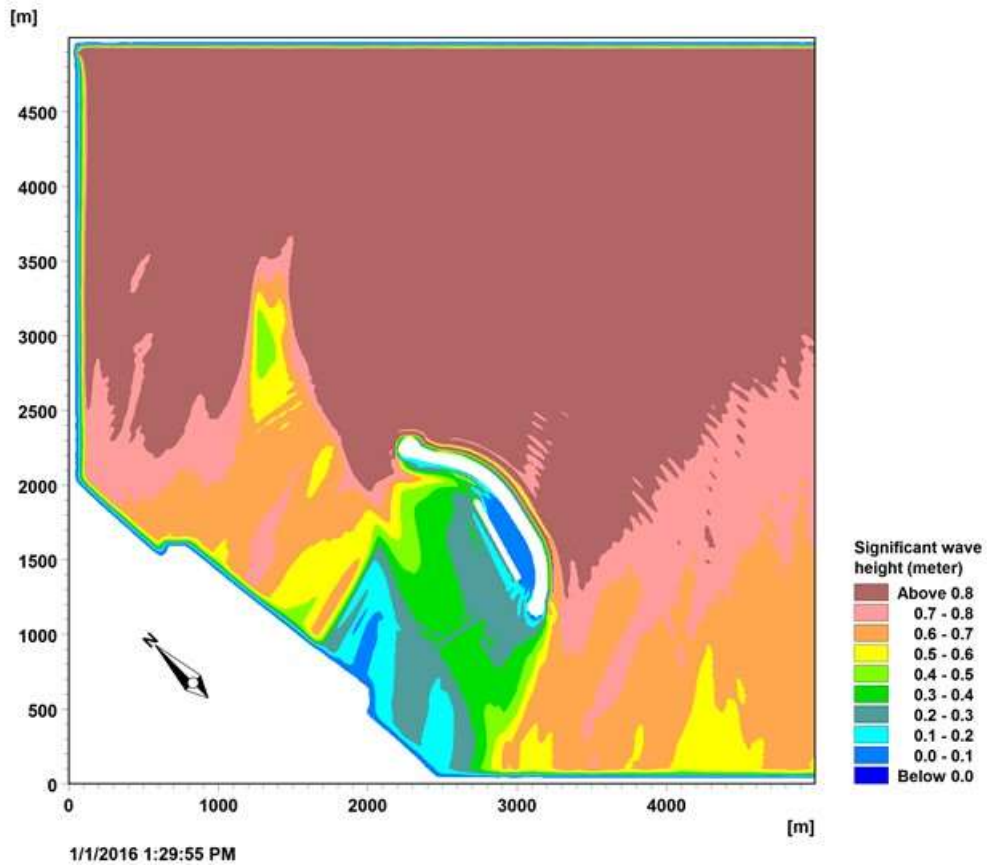 [m]
4500
4000
3500
3000
2500
2000
1500
1000
500
0
N
0 1000 2000 3000 4000
[m]
Significant wave
height (meter)
Above 0.8
0.7 - 0.8
0.6 - 0.7
0.5 - 0.6
0.4 - 0.5
0.3 - 0.4
0.2 - 0.3
0.1 - 0.2
0.0 - 0.1
Below 0.0
1/1/2016 1:29:55 PM